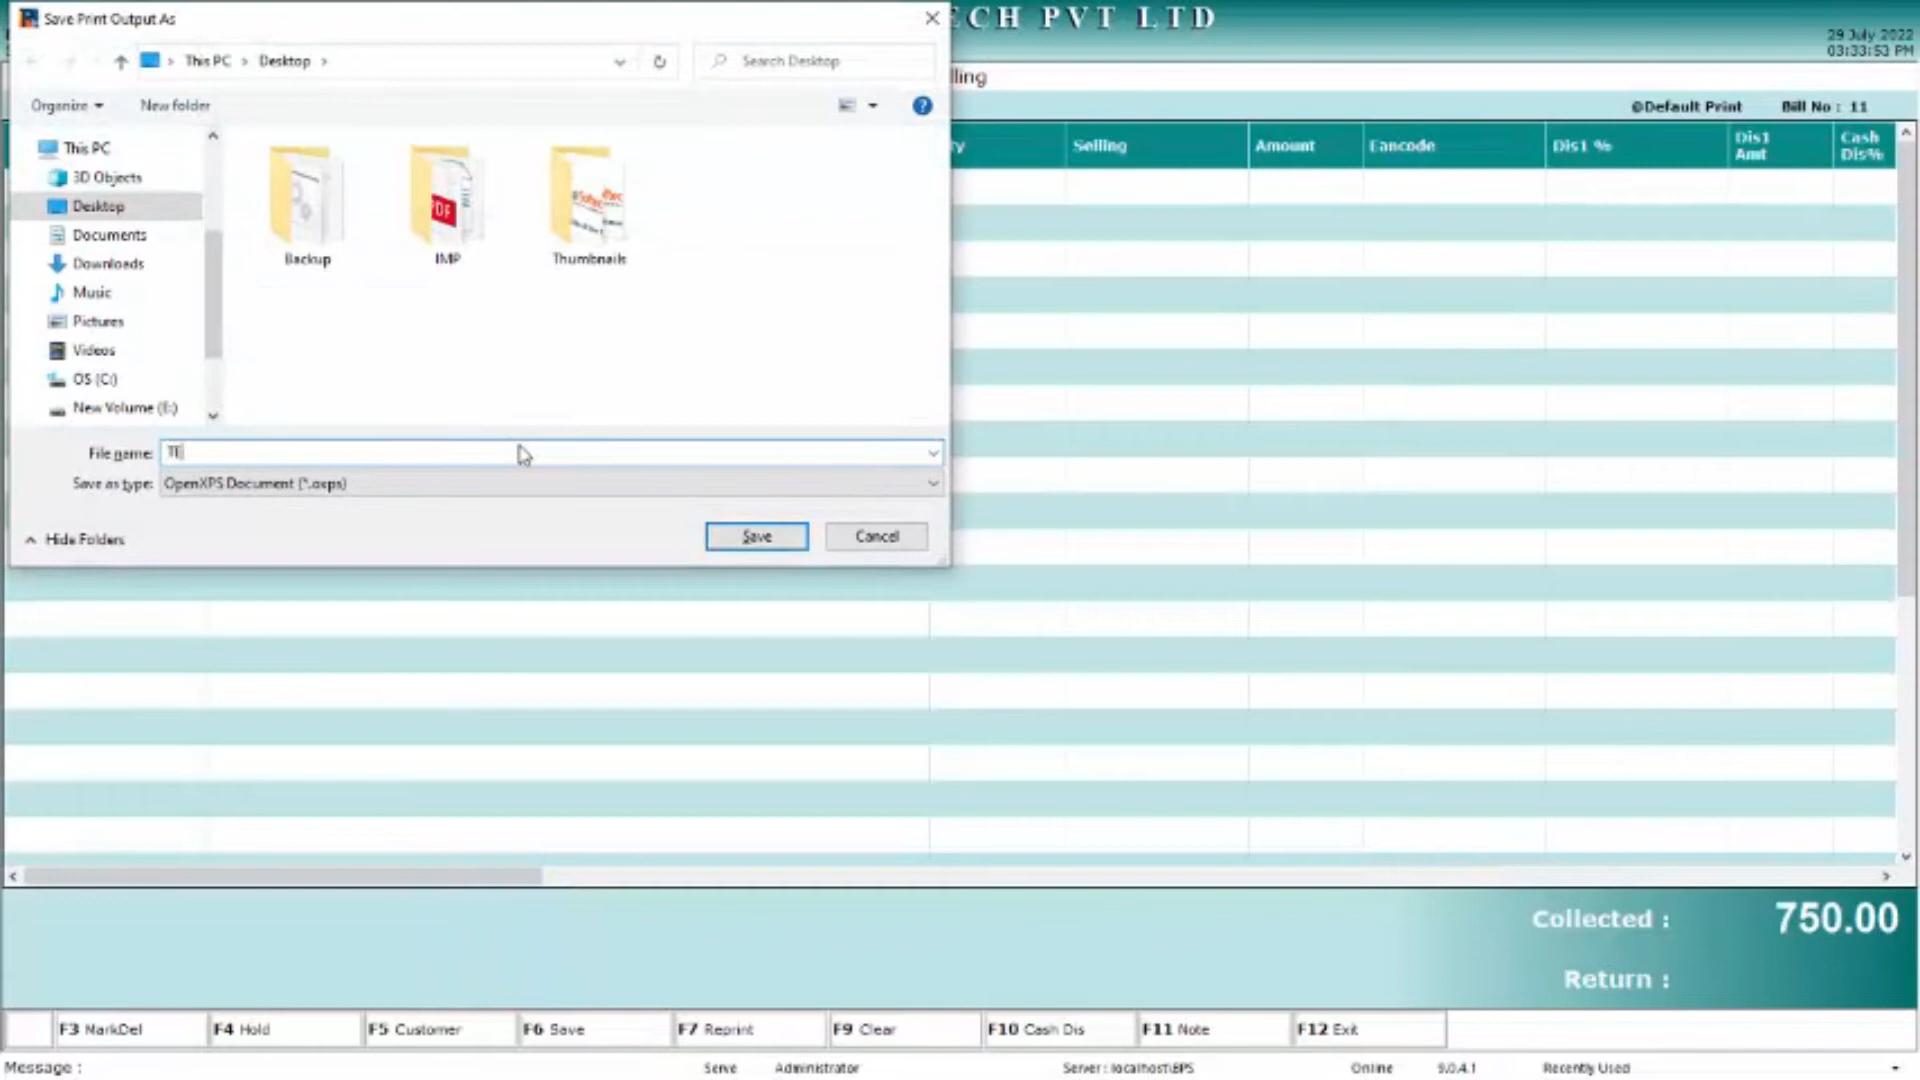 Save Print Output As
ECH PVT LTD
29 July 2022
03:33:53 PM
This PC
Desktop
Search Desktop
lling
Organize
New folder
@Default Print
Bill No : 11
This PC
3D Objects
Desktop
Documents
Downloads
Music
Pictures
Videos
OS (C:)
New Volume (E:)
Backup
IMP
Thumbnails
PDF
ty
Selling
Amount
Eancode
Dis1 %
Dis1 Amt
Cash Dis%
File name:
TE
Save as type:
OpenXPS Document (*.oxps)
Hide Folders
Save
Cancel
Collected :
750.00
Return :
F3 MarkDel
F4 Hold
F5 Customer
F6 Save
F7 Reprint
F9 Clear
F10 Cash Dis
F11 Note
F12 Exit
Message :
Serve
Administrator
Server : localhost\BPS
Online
9.0.4.1
Recently Used